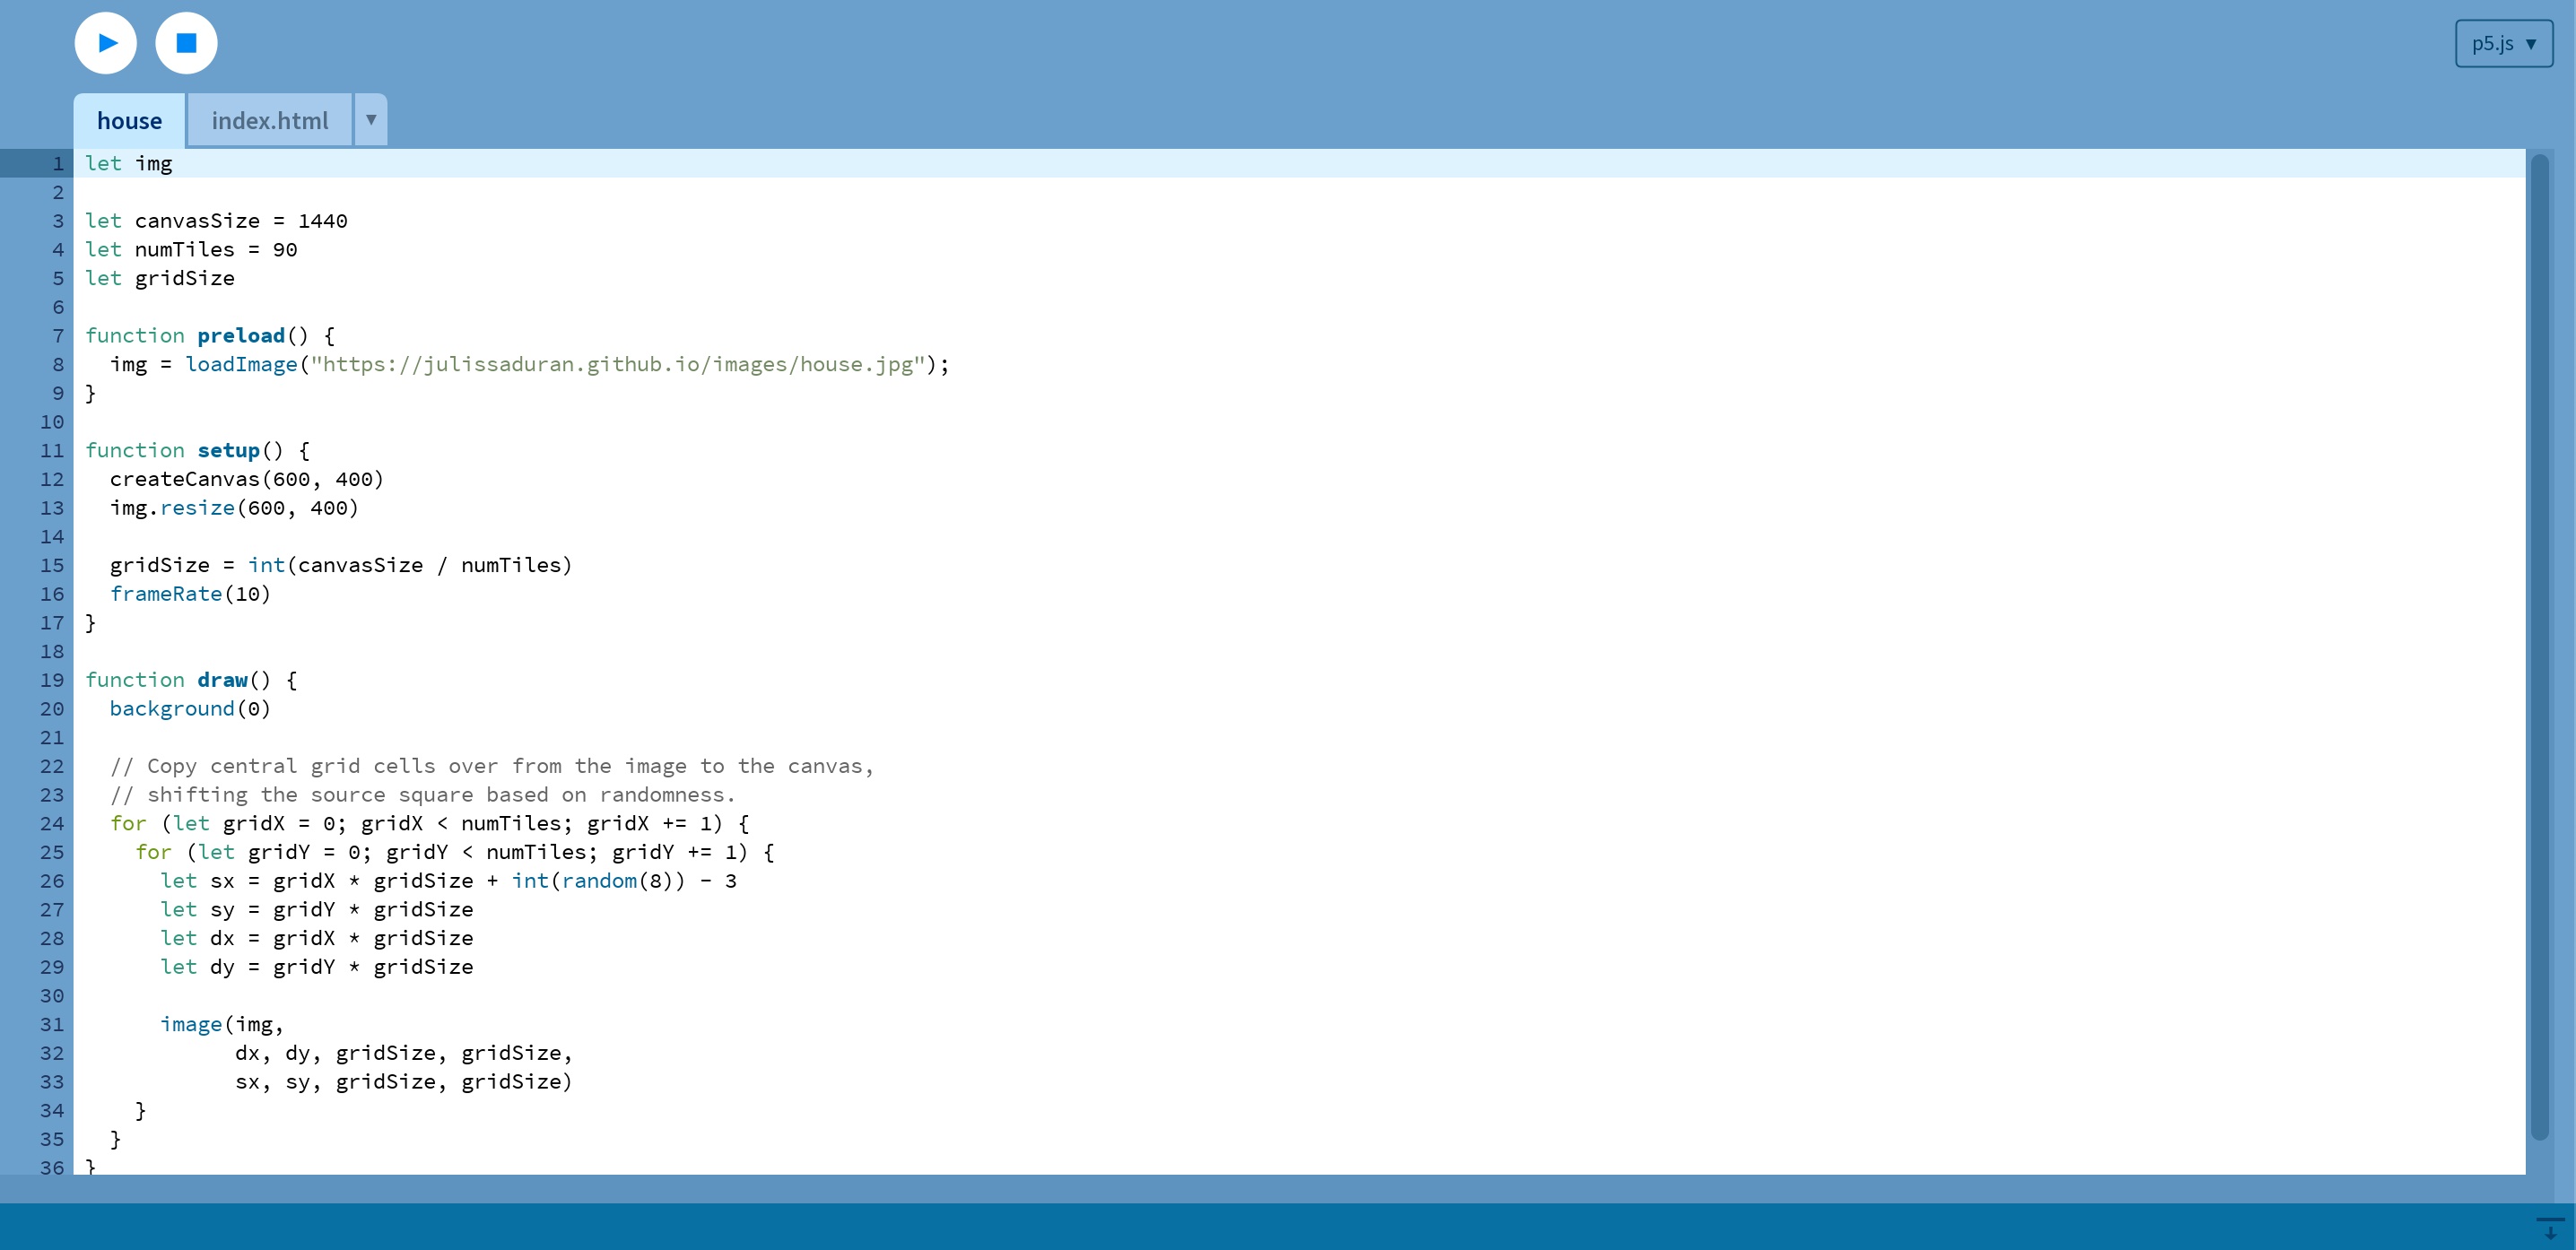 p5.js ▼
house index.html ▼
1 let img
2
3 let canvasSize = 1440
4 let numTiles = 90
5 let gridSize
6
7 function preload() {
8   img = loadImage("https://julissaduran.github.io/images/house.jpg");
9 }
10
11 function setup() {
12   createCanvas(600, 400)
13   img.resize(600, 400)
14
15   gridSize = int(canvasSize / numTiles)
16   frameRate(10)
17 }
18
19 function draw() {
20   background(0)
21
22   // Copy central grid cells over from the image to the canvas,
23   // shifting the source square based on randomness.
24   for (let gridX = 0; gridX < numTiles; gridX += 1) {
25     for (let gridY = 0; gridY < numTiles; gridY += 1) {
26       let sx = gridX * gridSize + int(random(8)) - 3
27       let sy = gridY * gridSize
28       let dx = gridX * gridSize
29       let dy = gridY * gridSize
30
31       image(img,
32             dx, dy, gridSize, gridSize,
33             sx, sy, gridSize, gridSize)
34     }
35   }
36 }